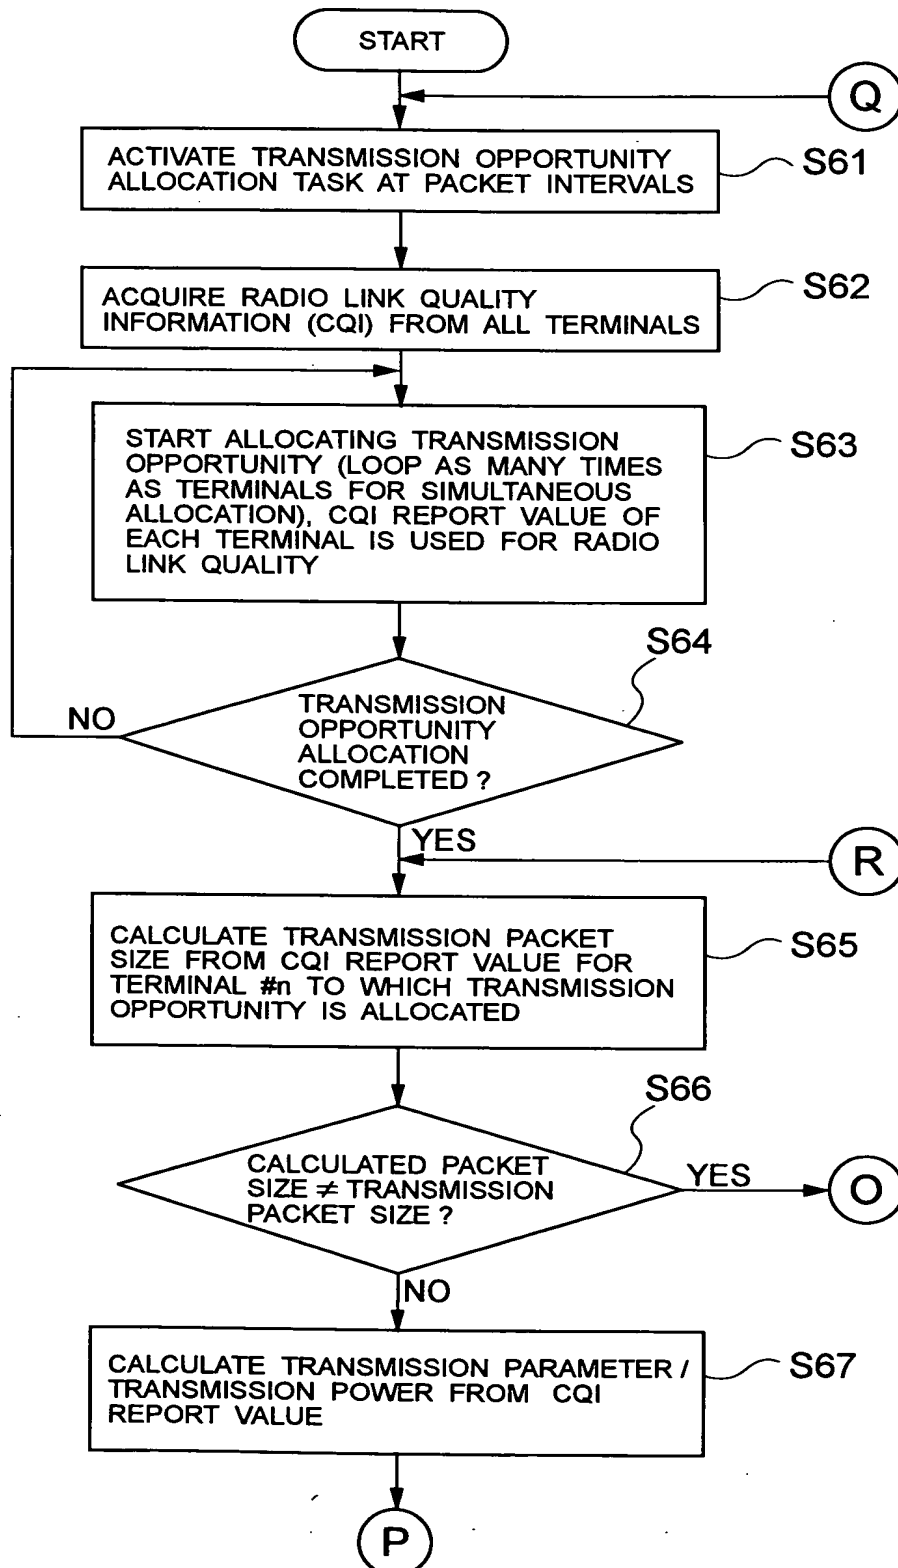 START
Q
ACTIVATE TRANSMISSION OPPORTUNITY
ALLOCATION TASK AT PACKET INTERVALS
S61
ACQUIRE RADIO LINK QUALITY
INFORMATION (CQI) FROM ALL TERMINALS
S62
START ALLOCATING TRANSMISSION
OPPORTUNITY (LOOP AS MANY TIMES
AS TERMINALS FOR SIMULTANEOUS
ALLOCATION), CQI REPORT VALUE OF
EACH TERMINAL IS USED FOR RADIO
LINK QUALITY
S63
S64
TRANSMISSION
OPPORTUNITY
ALLOCATION
COMPLETED ?
NO
YES
R
CALCULATE TRANSMISSION PACKET
SIZE FROM CQI REPORT VALUE FOR
TERMINAL #n TO WHICH TRANSMISSION
OPPORTUNITY IS ALLOCATED
S65
S66
CALCULATED PACKET
SIZE ≠ TRANSMISSION
PACKET SIZE ?
YES
O
NO
CALCULATE TRANSMISSION PARAMETER /
TRANSMISSION POWER FROM CQI
REPORT VALUE
S67
P